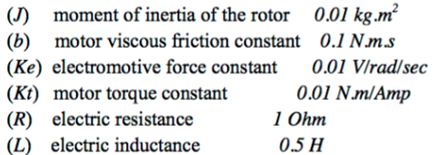 (J) moment of inertia of the rotor 0.01 kg.m²
(b) motor viscous friction constant 0.1 N.m.s
(Ke) electromotive force constant 0.01 V/rad/sec
(Kt) motor torque constant 0.01 N.m/Amp
(R) electric resistance 1 Ohm
(L) electric inductance 0.5 H